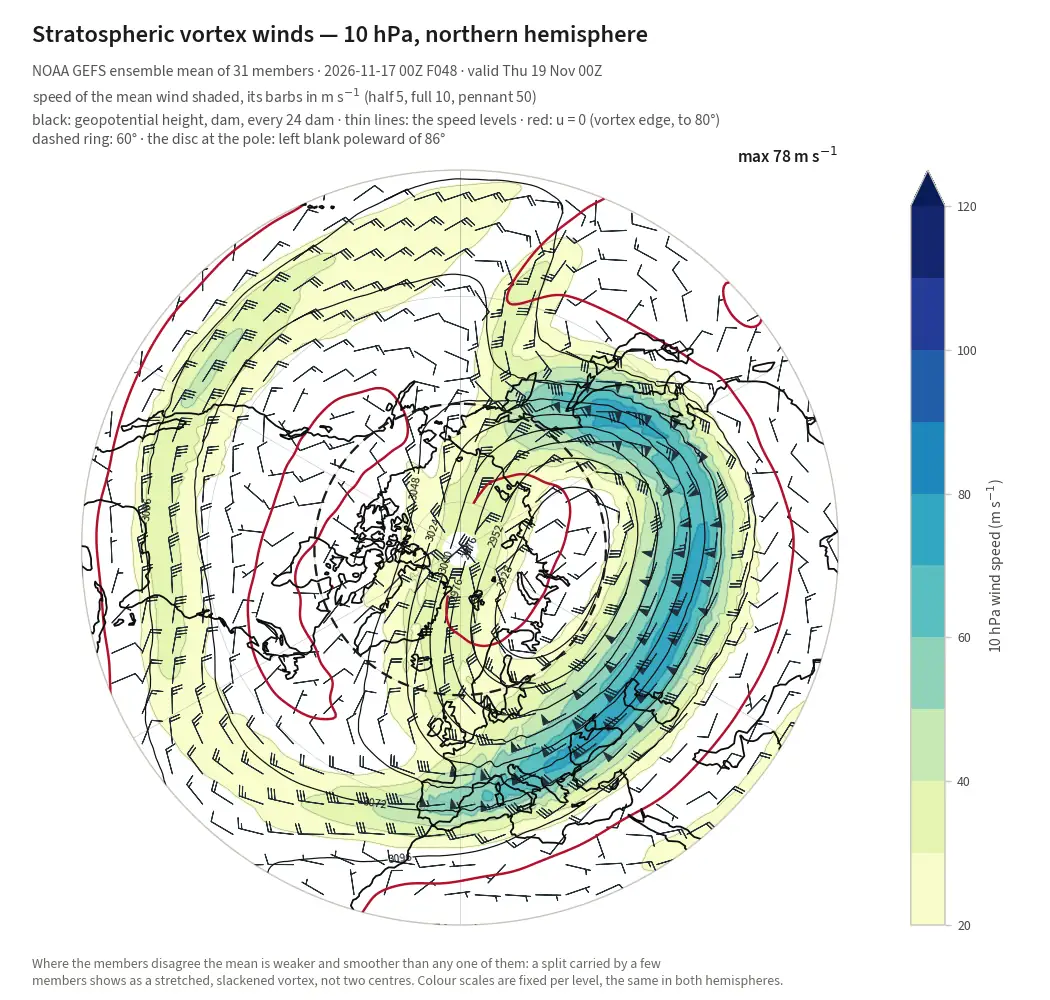 Stratospheric vortex winds — 10 hPa, northern hemisphere
NOAA GEFS ensemble mean of 31 members · 2026-11-17 00Z F048 · valid Thu 19 Nov 00Z
speed of the mean wind shaded, its barbs in m s⁻¹ (half 5, full 10, pennant 50)
black: geopotential height, dam, every 24 dam · thin lines: the speed levels · red: u = 0 (vortex edge, to 80°)
dashed ring: 60° · the disc at the pole: left blank poleward of 86°
max 78 m s⁻¹
120
100
80
60
40
20
10 hPa wind speed (m s⁻¹)
3048
3024
2952
3072
3096
Where the members disagree the mean is weaker and smoother than any one of them: a split carried by a few
members shows as a stretched, slackened vortex, not two centres. Colour scales are fixed per level, the same in both hemispheres.